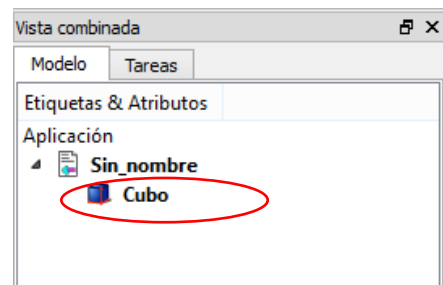 Vista combinada
Modelo Tareas
Etiquetas & Atributos
Aplicación
Sin_nombre
Cubo